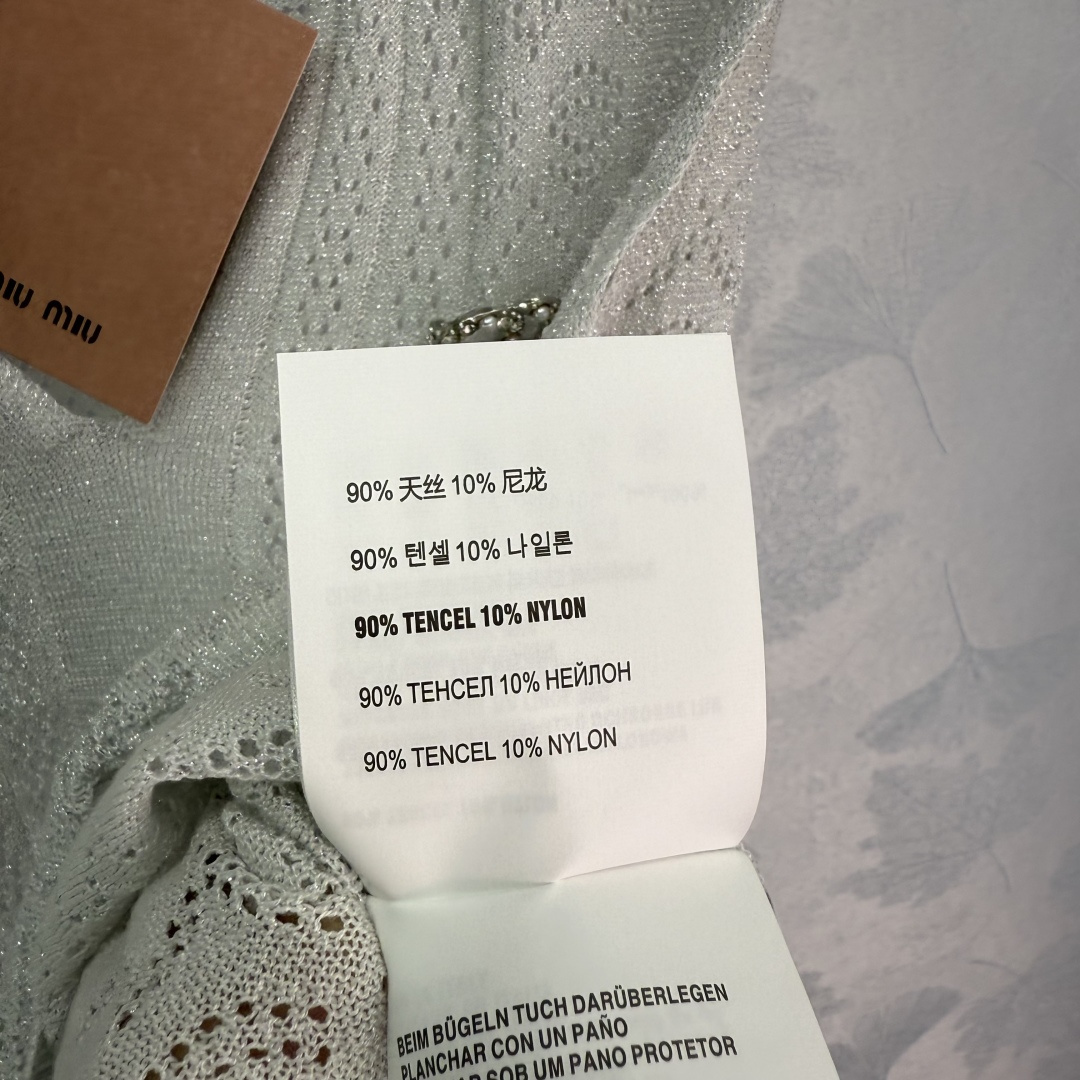 miu
90% 天丝 10% 尼龙
90% 텐셀 10% 나일론
90% TENCEL 10% NYLON
90% ТЕНСЕЛ 10% НЕЙЛОН
90% TENCEL 10% NYLON
BEIM BÜGELN TUCH DARÜBERLEGEN
PLANCHAR CON UN PAÑO
SOB UM PANO PROTETOR